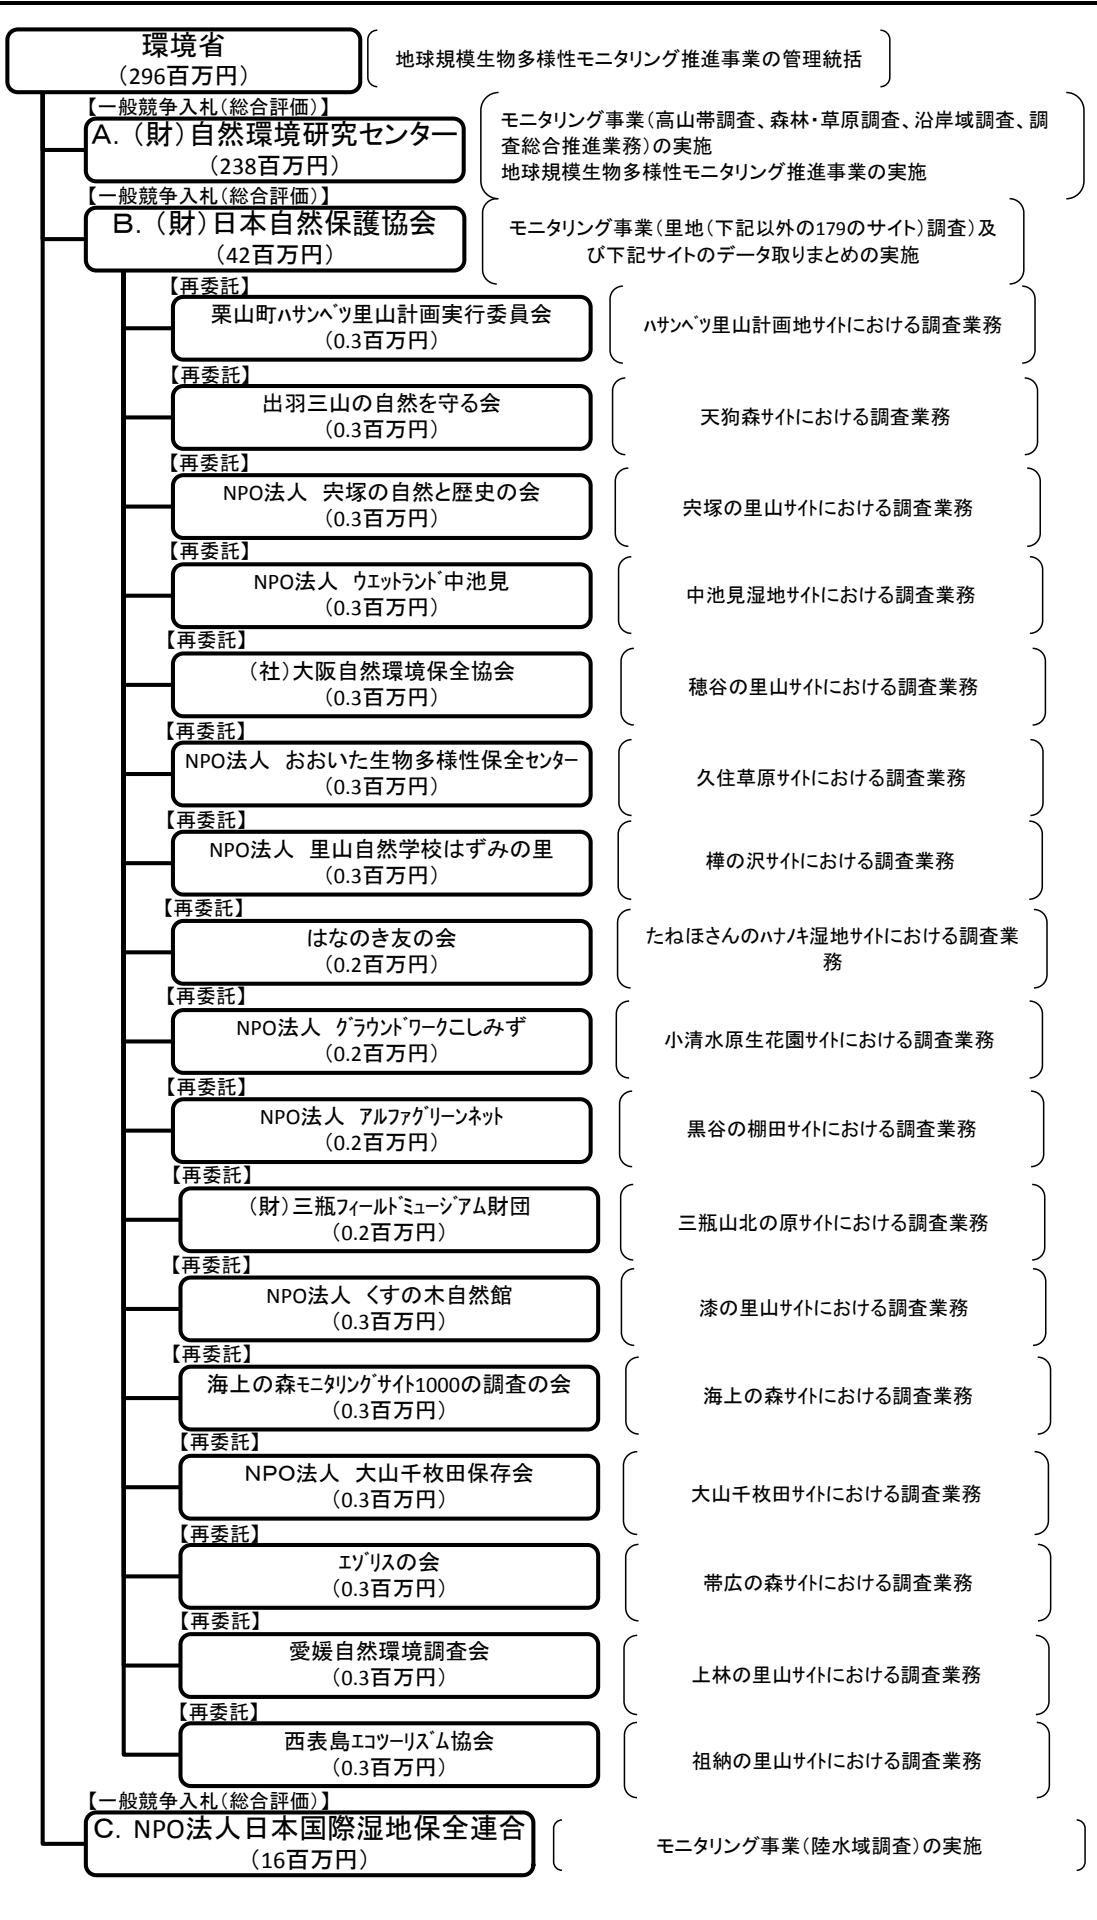 環境省
（296百万円）
地球規模生物多様性モニタリング推進事業の管理統括
【一般競争入札（総合評価）】
Ａ．（財）自然環境研究センター
（238百万円）
モニタリング事業（高山帯調査、森林・草原調査、沿岸域調査、調
査総合推進業務）の実施
地球規模生物多様性モニタリング推進事業の実施
【一般競争入札（総合評価）】
Ｂ．（財）日本自然保護協会
（42百万円）
モニタリング事業（里地（下記以外の179のサイト）調査）及
び下記サイトのデータ取りまとめの実施
【再委託】
栗山町ﾊｻﾝﾍﾞﾂ里山計画実行委員会
（0.3百万円）
ﾊｻﾝﾍﾞﾂ里山計画地ｻｲﾄにおける調査業務
【再委託】
出羽三山の自然を守る会
（0.3百万円）
天狗森ｻｲﾄにおける調査業務
【再委託】
NPO法人　宍塚の自然と歴史の会
（0.3百万円）
宍塚の里山ｻｲﾄにおける調査業務
【再委託】
NPO法人　ｳｴｯﾄﾗﾝﾄﾞ中池見
（0.3百万円）
中池見湿地ｻｲﾄにおける調査業務
【再委託】
（社）大阪自然環境保全協会
（0.3百万円）
穂谷の里山ｻｲﾄにおける調査業務
【再委託】
NPO法人　おおいた生物多様性保全ｾﾝﾀｰ
（0.3百万円）
久住草原ｻｲﾄにおける調査業務
【再委託】
NPO法人　里山自然学校はずみの里
（0.3百万円）
樺の沢ｻｲﾄにおける調査業務
【再委託】
はなのき友の会
（0.2百万円）
たねほさんのﾊﾅﾉｷ湿地ｻｲﾄにおける調査業
務
【再委託】
NPO法人　ｸﾞﾗｳﾝﾄﾞﾜｰｸこしみず
（0.2百万円）
小清水原生花園ｻｲﾄにおける調査業務
【再委託】
NPO法人　ｱﾙﾌｧｸﾞﾘｰﾝﾈｯﾄ
（0.2百万円）
黒谷の棚田ｻｲﾄにおける調査業務
【再委託】
（財）三瓶ﾌｨｰﾙﾄﾞﾐｭｰｼﾞｱﾑ財団
（0.2百万円）
三瓶山北の原ｻｲﾄにおける調査業務
【再委託】
NPO法人　くすの木自然館
（0.3百万円）
漆の里山ｻｲﾄにおける調査業務
【再委託】
海上の森ﾓﾆﾀﾘﾝｸﾞｻｲﾄ1000の調査の会
（0.3百万円）
海上の森ｻｲﾄにおける調査業務
【再委託】
ＮＰＯ法人　大山千枚田保存会
（0.3百万円）
大山千枚田ｻｲﾄにおける調査業務
【再委託】
ｴｿﾞﾘｽの会
（0.3百万円）
帯広の森ｻｲﾄにおける調査業務
【再委託】
愛媛自然環境調査会
（0.3百万円）
上林の里山ｻｲﾄにおける調査業務
【再委託】
西表島ｴｺﾂｰﾘｽﾞﾑ協会
（0.3百万円）
祖納の里山ｻｲﾄにおける調査業務
【一般競争入札（総合評価）】
Ｃ．NPO法人日本国際湿地保全連合
（16百万円）
モニタリング事業（陸水域調査）の実施